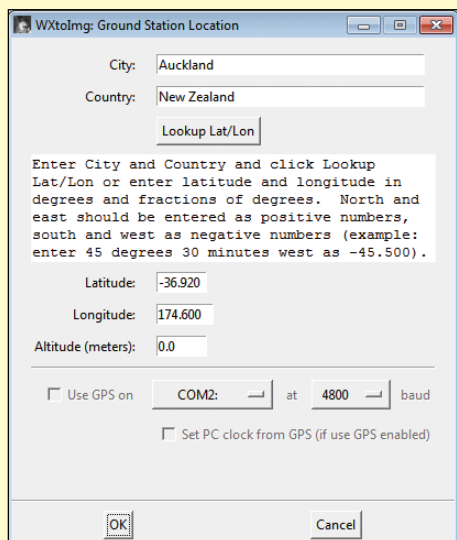 WXtoImg: Ground Station Location
City: Auckland
Country: New Zealand
Lookup Lat/Lon
Enter City and Country and click Lookup
Lat/Lon or enter latitude and longitude in
degrees and fractions of degrees. North and
east should be entered as positive numbers,
south and west as negative numbers (example:
enter 45 degrees 30 minutes west as -45.500).
Latitude: -36.920
Longitude: 174.600
Altitude (meters): 0.0
Use GPS on COM2: at 4800 baud
Set PC clock from GPS (if use GPS enabled)
OK Cancel